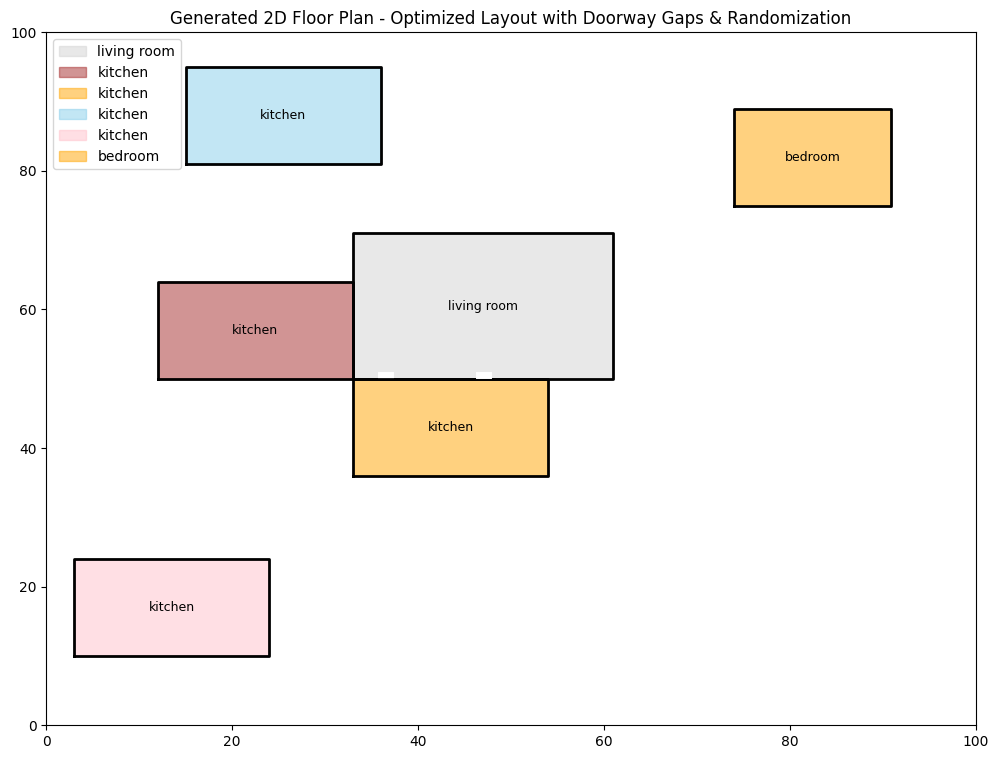 Generated 2D Floor Plan - Optimized Layout with Doorway Gaps & Randomization
100
80
60
40
20
0
living room
kitchen
kitchen
kitchen
kitchen
bedroom
kitchen
bedroom
living room
kitchen
kitchen
kitchen
0
20
40
60
80
100